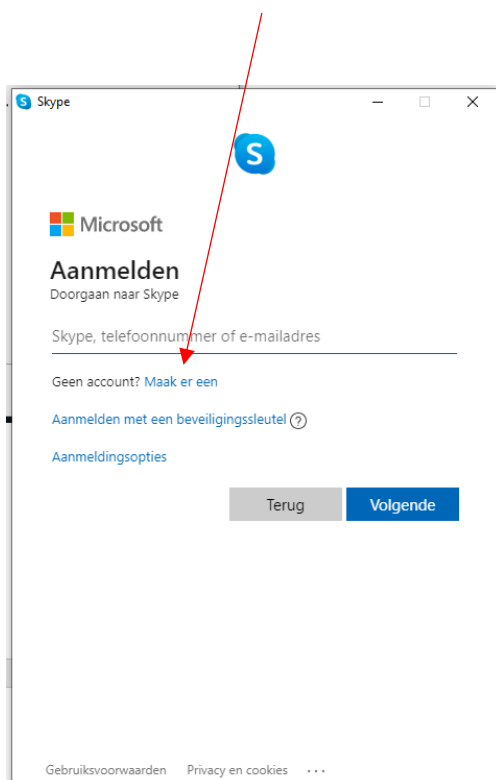 Skype
Microsoft
Aanmelden
Doorgaan naar Skype
Skype, telefoonnummer of e-mailadres
Geen account? Maak er een
Aanmelden met een beveiligingssleutel ?
Aanmeldingsopties
Terug Volgende
Gebruiksvoorwaarden Privacy en cookies ...